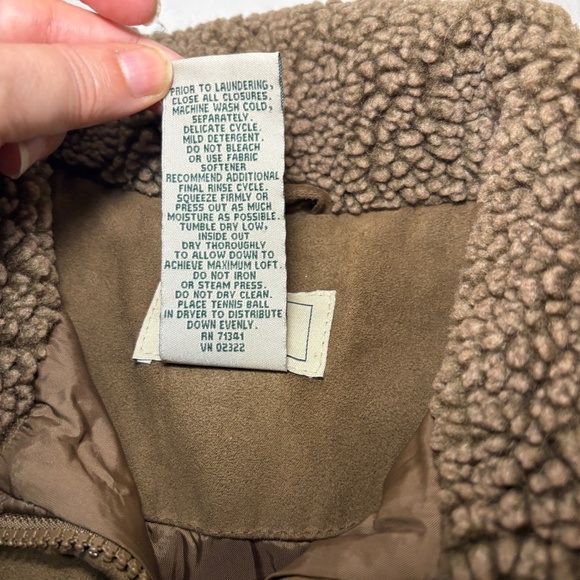 PRIOR TO LAUNDERING,
CLOSE ALL CLOSURES.
MACHINE WASH COLD,
SEPARATELY.
DELICATE CYCLE.
MILD DETERGENT.
DO NOT BLEACH
OR USE FABRIC
SOFTENER
RECOMMEND ADDITIONAL
FINAL RINSE CYCLE.
SQUEEZE FIRMLY OR
PRESS OUT AS MUCH
MOISTURE AS POSSIBLE.
TUMBLE DRY LOW,
INSIDE OUT
DRY THOROUGHLY
TO ALLOW DOWN TO
ACHIEVE MAXIMUM LOFT.
DO NOT IRON
OR STEAM PRESS.
DO NOT DRY CLEAN.
PLACE TENNIS BALL
IN DRYER TO DISTRIBUTE
DOWN EVENLY.
RN 71341
VN 02322